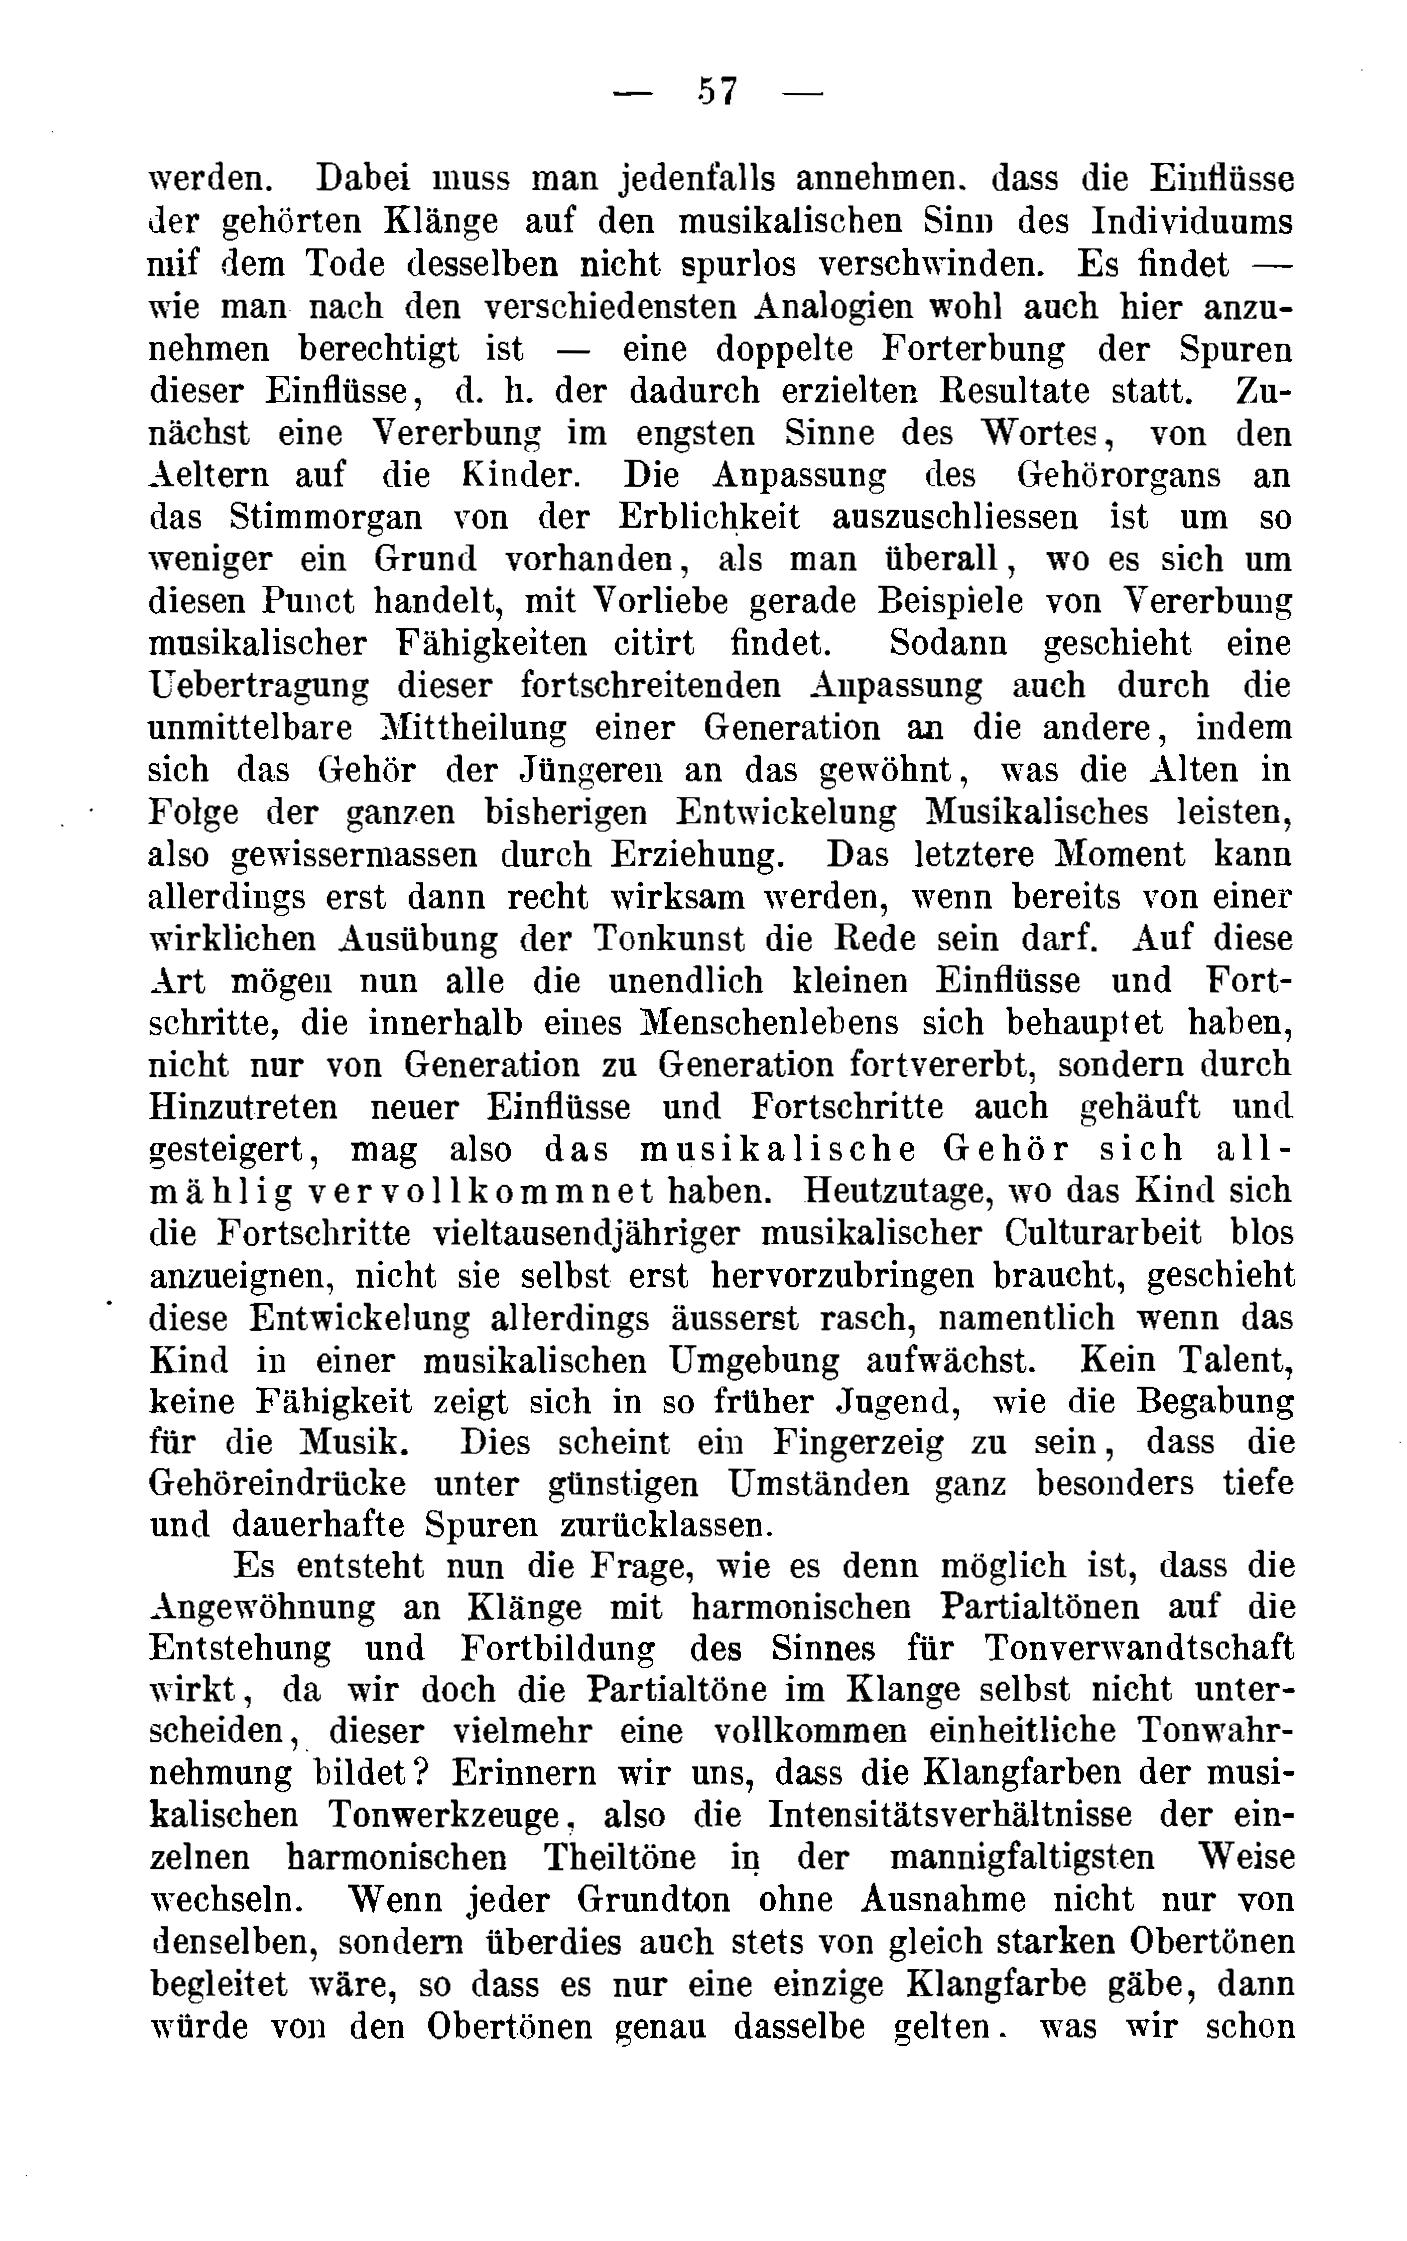 — 57 —
werden. Dabei muss man jedenfalls annehmen. dass die Einflüsse
der gehörten Klänge auf den musikalischen Sinn des Individuums
mif dem Tode desselben nicht spurlos verschwinden. Es findet —
wie man nach den verschiedensten Analogien wohl auch hier anzu-
nehmen berechtigt ist — eine doppelte Forterbung der Spuren
dieser Einflüsse, d. h. der dadurch erzielten Resultate statt. Zu-
nächst eine Vererbung im engsten Sinne des Wortes, von den
Aeltern auf die Kinder. Die Anpassung des Gehörorgans an
das Stimmorgan von der Erblichkeit auszuschliessen ist um so
weniger ein Grund vorhanden, als man überall, wo es sich um
diesen Punct handelt, mit Vorliebe gerade Beispiele von Vererbung
musikalischer Fähigkeiten citirt findet. Sodann geschieht eine
Uebertragung dieser fortschreitenden Anpassung auch durch die
unmittelbare Mittheilung einer Generation an die andere, indem
sich das Gehör der Jüngeren an das gewöhnt, was die Alten in
Folge der ganzen bisherigen Entwickelung Musikalisches leisten,
also gewissermassen durch Erziehung. Das letztere Moment kann
allerdings erst dann recht wirksam werden, wenn bereits von einer
wirklichen Ausübung der Tonkunst die Rede sein darf. Auf diese
Art mögen nun alle die unendlich kleinen Einflüsse und Fort-
schritte, die innerhalb eines Menschenlebens sich behauptet haben,
nicht nur von Generation zu Generation fortvererbt, sondern durch
Hinzutreten neuer Einflüsse und Fortschritte auch gehäuft und
gesteigert, mag also das musikalische Gehör sich all-
mählig vervollkommnet haben. Heutzutage, wo das Kind sich
die Fortschritte vieltausendjähriger musikalischer Culturarbeit blos
anzueignen, nicht sie selbst erst hervorzubringen braucht, geschieht
diese Entwickelung allerdings äusserst rasch, namentlich wenn das
Kind in einer musikalischen Umgebung aufwächst. Kein Talent,
keine Fähigkeit zeigt sich in so früher Jugend, wie die Begabung
für die Musik. Dies scheint ein Fingerzeig zu sein, dass die
Gehöreindrücke unter günstigen Umständen ganz besonders tiefe
und dauerhafte Spuren zurücklassen.
Es entsteht nun die Frage, wie es denn möglich ist, dass die
Angewöhnung an Klänge mit harmonischen Partialtönen auf die
Entstehung und Fortbildung des Sinnes für Tonverwandtschaft
wirkt, da wir doch die Partialtöne im Klange selbst nicht unter-
scheiden, dieser vielmehr eine vollkommen einheitliche Tonwahr-
nehmung bildet? Erinnern wir uns, dass die Klangfarben der musi-
kalischen Tonwerkzeuge, also die Intensitätsverhältnisse der ein-
zelnen harmonischen Theiltöne in der mannigfaltigsten Weise
wechseln. Wenn jeder Grundton ohne Ausnahme nicht nur von
denselben, sondern überdies auch stets von gleich starken Obertönen
begleitet wäre, so dass es nur eine einzige Klangfarbe gäbe, dann
würde von den Obertönen genau dasselbe gelten. was wir schon